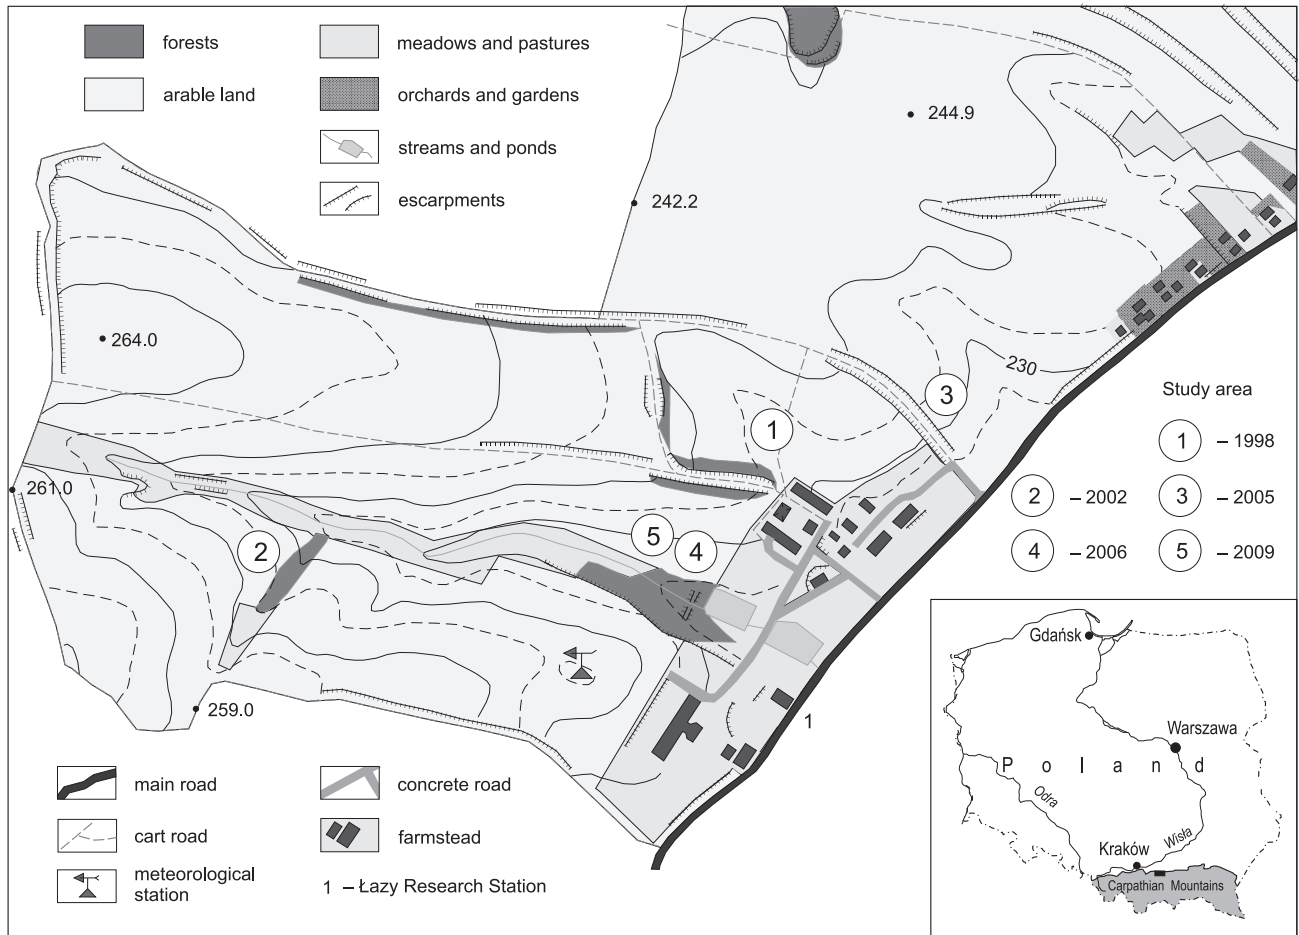 forests
arable land
meadows and pastures
orchards and gardens
streams and ponds
escarpments
244.9
242.2
264.0
261.0
259.0
230
1
2
3
4
5
1
Study area
1 – 1998
2 – 2002
3 – 2005
4 – 2006
5 – 2009
main road
cart road
meteorological
station
concrete road
farmstead
1 – Łazy Research Station
Gdańsk
Warszawa
Poland
Odra
Wisła
Kraków
Carpathian Mountains